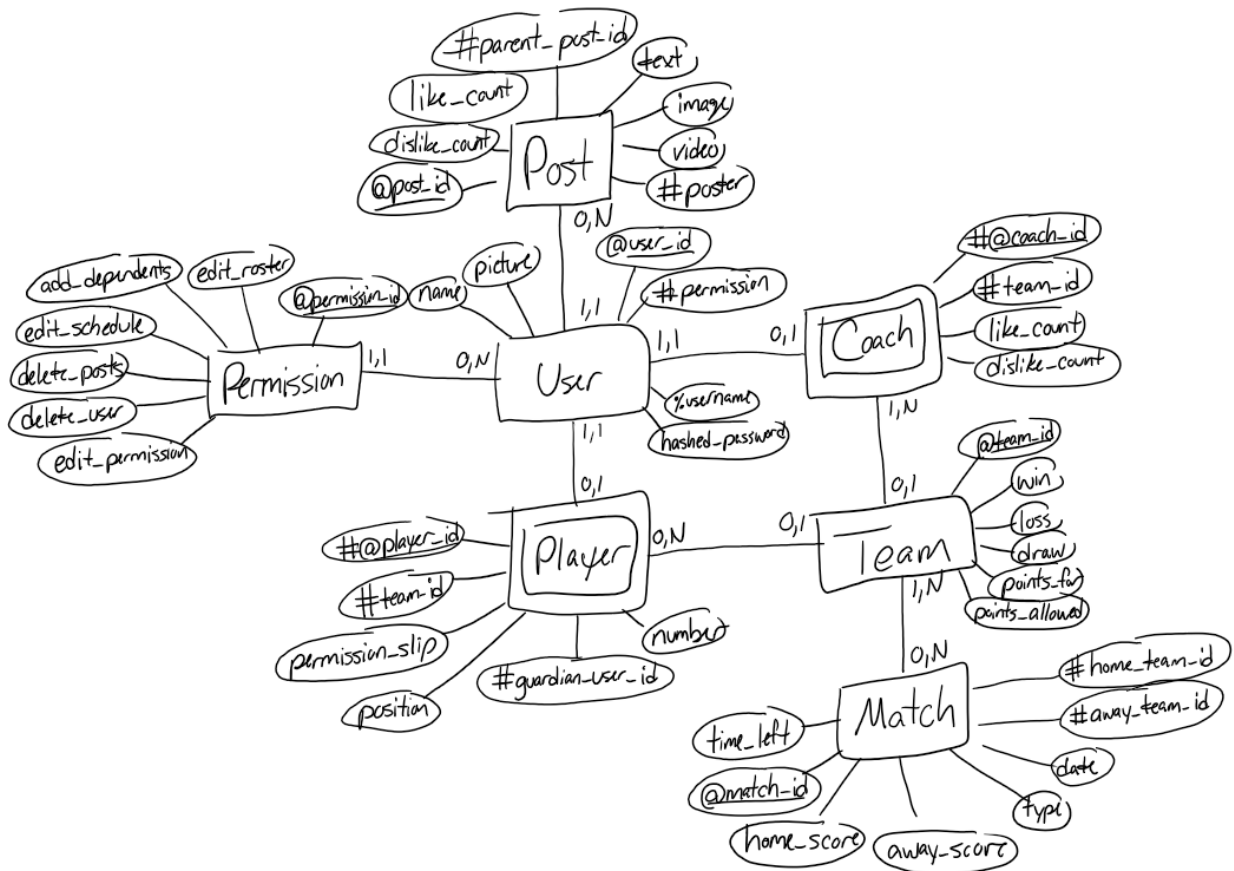 #parent_post_id
text
like_count
image
dislike_count
Post
video
@post_id
#poster
0,N
@user_id
#@coach_id
add_dependents
edit_roster
picture
@permission_id
name
#permission
#team_id
edit_schedule
1,1
0,1
Coach
like_count
delete_posts
Permission
1,1
0,N
User
1,1
dislike_count
delete_user
%username
1,N
edit_permission
1,1
hashed_password
@team_id
0,1
0,1
win
#@player_id
Player
0,N
0,1
Team
loss
draw
#team_id
points_for
1,N
points_allowed
permission_slip
number
0,N
#home_team_id
#guardian_user_id
position
Match
#away_team_id
time_left
date
@match_id
type
home_score
away_score